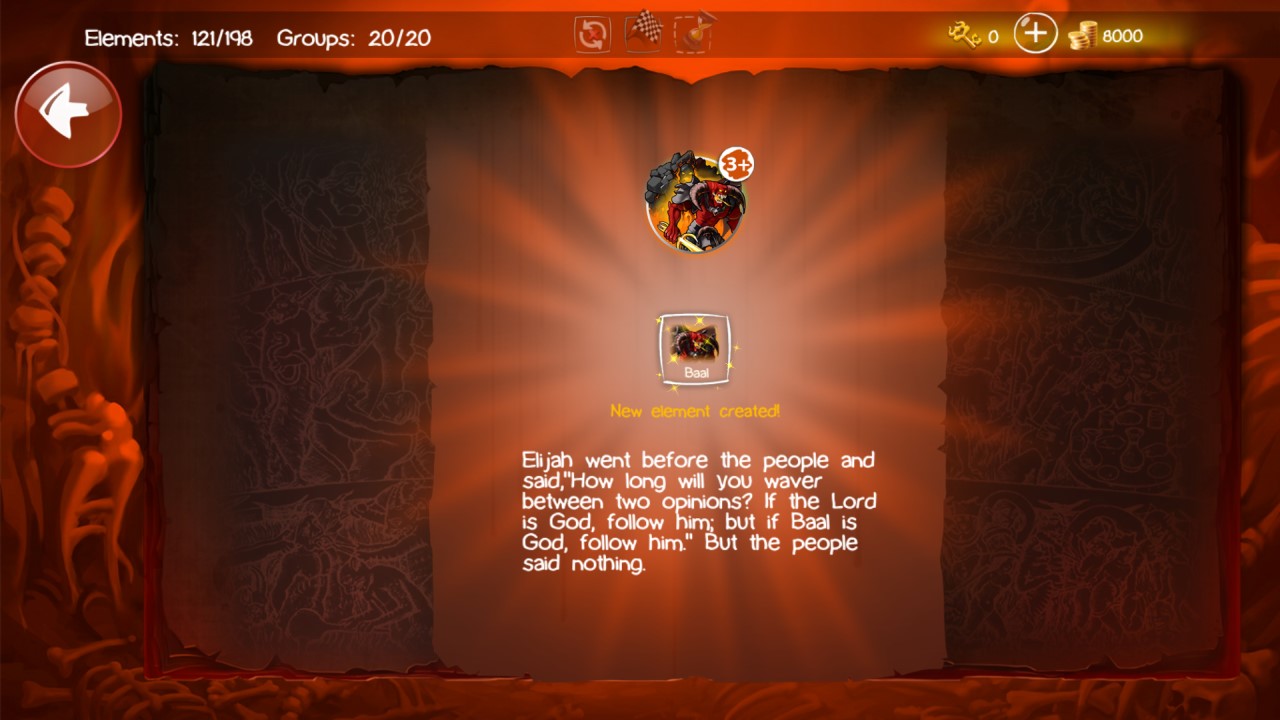 Elements: 121/198 Groups: 20/20
0
8000
3+
Baal
New element created!
Elijah went before the people and
said,"How long will you waver
between two opinions? If the Lord
is God, follow him; but if Baal is
God, follow him." But the people
said nothing.